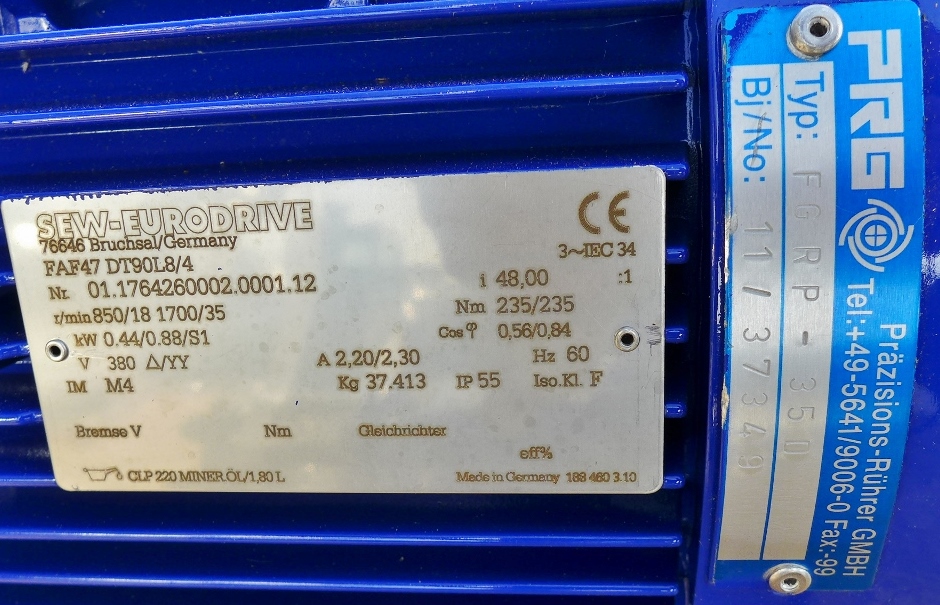 SEW-EURODRIVE
76646 Bruchsal/Germany
3~IEC 34
FAF47 DT90L8/4
i 48,00 :1
Nr. 01.1764260002.0001.12
Nm 235/235
r/min 850/18 1700/35
Cos φ 0,56/0,84
kW 0.44/0.88/S1
V 380 △/YY
A 2,20/2,30
Hz 60
IM M4
Kg 37.413
IP 55
Iso.Kl. F
Bremse V
Nm
Gleichrichter
eff%
CLP 220 MINER.ÖL/1,80 L
Made in Germany 188 460 3.10
CE
PRG
Präzisions-Rührer GMBH
Tel:+49-5641/9006-0 Fax:-99
Typ: FGRP-350
Bj/No: 11/37349